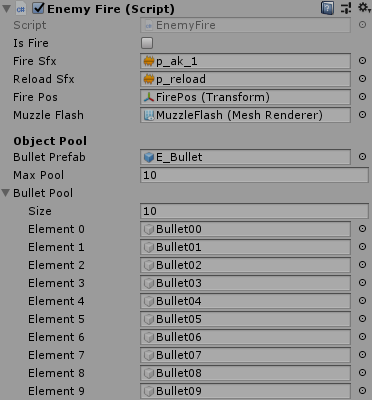 Enemy Fire (Script)
Script EnemyFire
Is Fire
Fire Sfx p_ak_1
Reload Sfx p_reload
Fire Pos FirePos (Transform)
Muzzle Flash MuzzleFlash (Mesh Renderer)
Object Pool
Bullet Prefab E_Bullet
Max Pool 10
Bullet Pool
Size 10
Element 0 Bullet00
Element 1 Bullet01
Element 2 Bullet02
Element 3 Bullet03
Element 4 Bullet04
Element 5 Bullet05
Element 6 Bullet06
Element 7 Bullet07
Element 8 Bullet08
Element 9 Bullet09